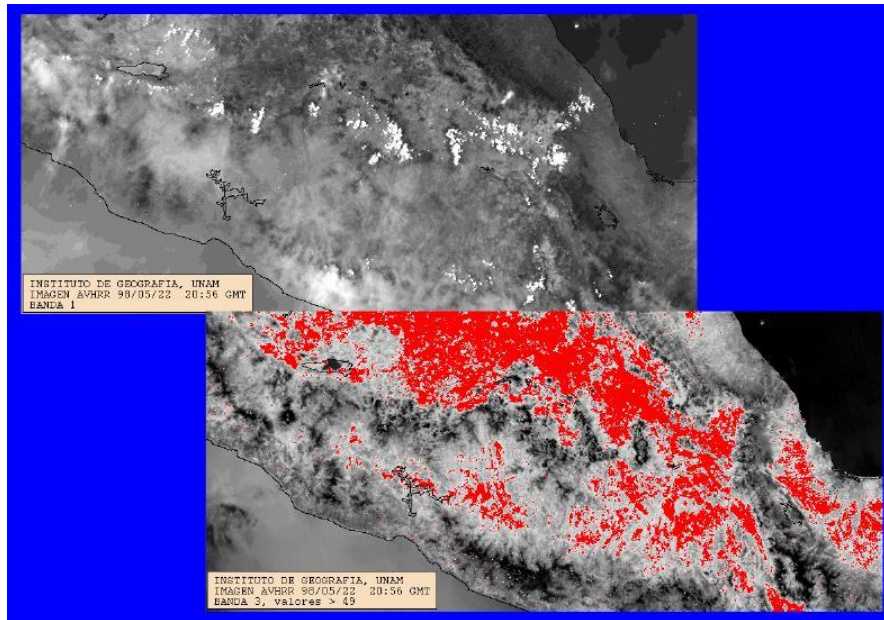 INSTITUTO DE GEOGRAFIA, UNAM
IMAGEN AVHRR 98/05/22 20:56 GMT
BANDA 1
INSTITUTO DE GEOGRAFIA, UNAM
IMAGEN AVHRR 98/05/22 20:56 GMT
BANDA 3, valores > 49